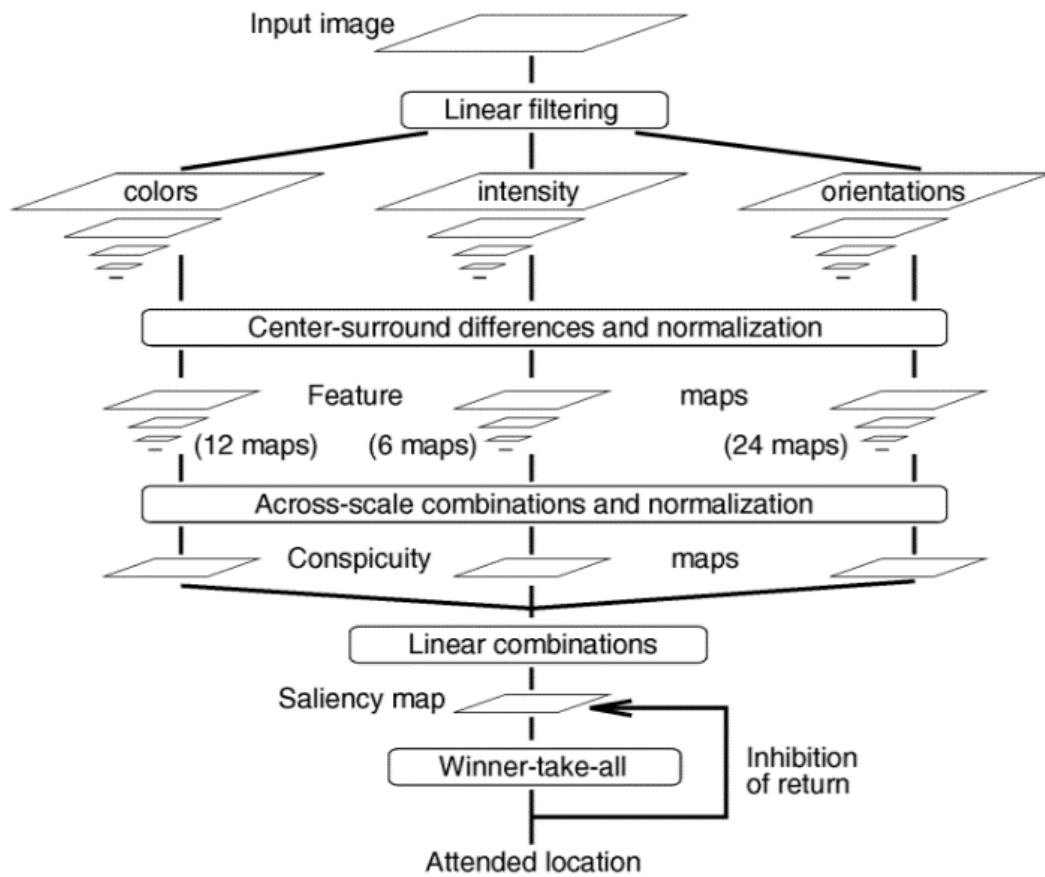 Input image
Linear filtering
colors intensity orientations
Center-surround differences and normalization
Feature maps
(12 maps) (6 maps) (24 maps)
Across-scale combinations and normalization
Conspicuity maps
Linear combinations
Saliency map
Winner-take-all
Inhibition
of return
Attended location